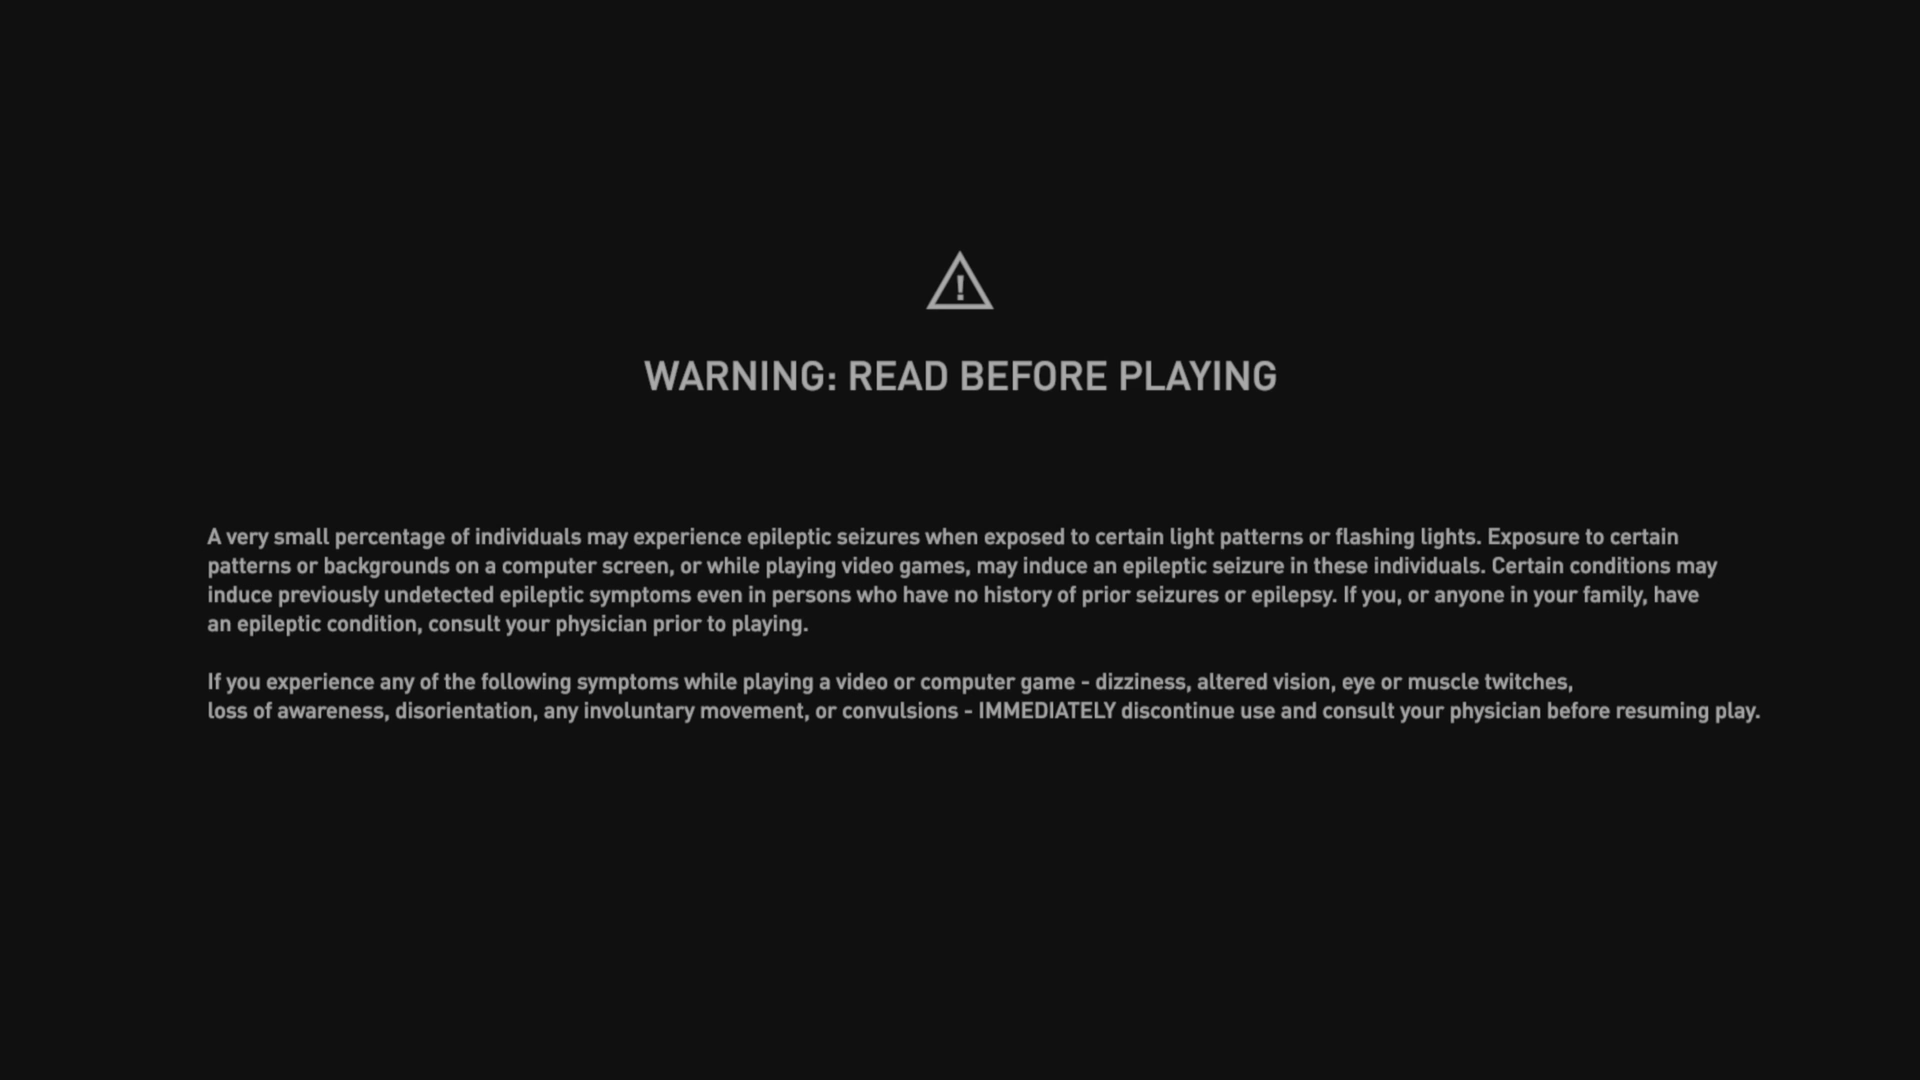 WARNING: READ BEFORE PLAYING
A very small percentage of individuals may experience epileptic seizures when exposed to certain light patterns or flashing lights. Exposure to certain
patterns or backgrounds on a computer screen, or while playing video games, may induce an epileptic seizure in these individuals. Certain conditions may
induce previously undetected epileptic symptoms even in persons who have no history of prior seizures or epilepsy. If you, or anyone in your family, have
an epileptic condition, consult your physician prior to playing.
If you experience any of the following symptoms while playing a video or computer game - dizziness, altered vision, eye or muscle twitches,
loss of awareness, disorientation, any involuntary movement, or convulsions - IMMEDIATELY discontinue use and consult your physician before resuming play.